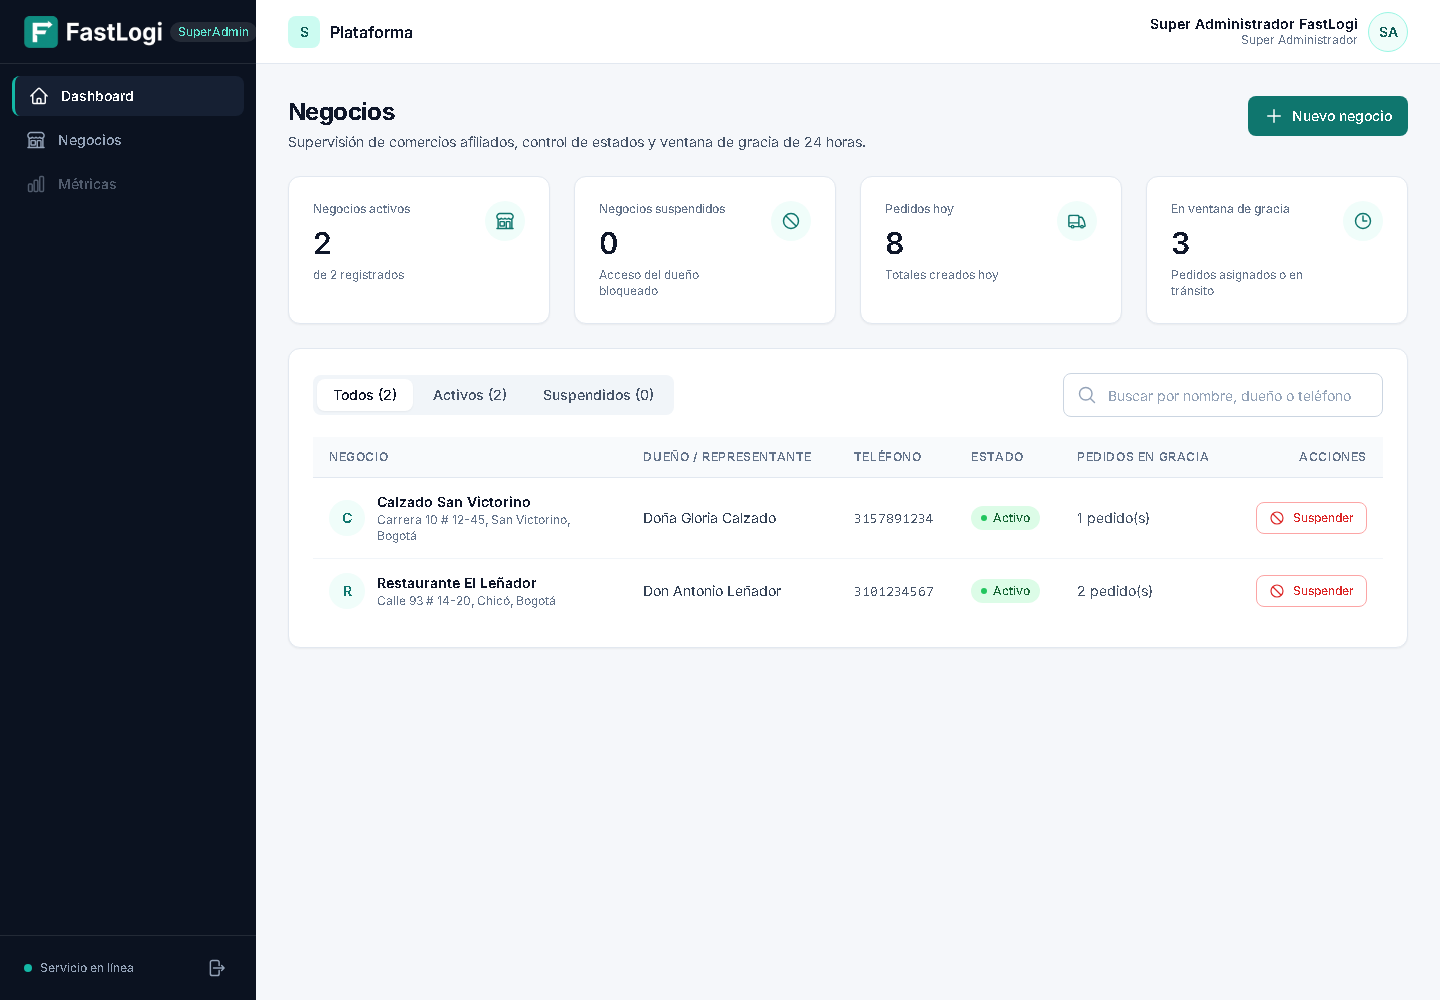 FastLogi
SuperAdmin
Dashboard
Negocios
Métricas
Servicio en línea
S
Plataforma
Super Administrador FastLogi
Super Administrador
SA
Negocios
Supervisión de comercios afiliados, control de estados y ventana de gracia de 24 horas.
Nuevo negocio
Negocios activos
2
de 2 registrados
Negocios suspendidos
0
Acceso del dueño
bloqueado
Pedidos hoy
8
Totales creados hoy
En ventana de gracia
3
Pedidos asignados o en
tránsito
Todos (2)
Activos (2)
Suspendidos (0)
Buscar por nombre, dueño o teléfono
NEGOCIO DUEÑO / REPRESENTANTE TELÉFONO ESTADO PEDIDOS EN GRACIA ACCIONES
C
Calzado San Victorino
Carrera 10 # 12-45, San Victorino,
Bogotá
Doña Gloria Calzado
3157891234
Activo
1 pedido(s)
Suspender
R
Restaurante El Leñador
Calle 93 # 14-20, Chicó, Bogotá
Don Antonio Leñador
3101234567
Activo
2 pedido(s)
Suspender